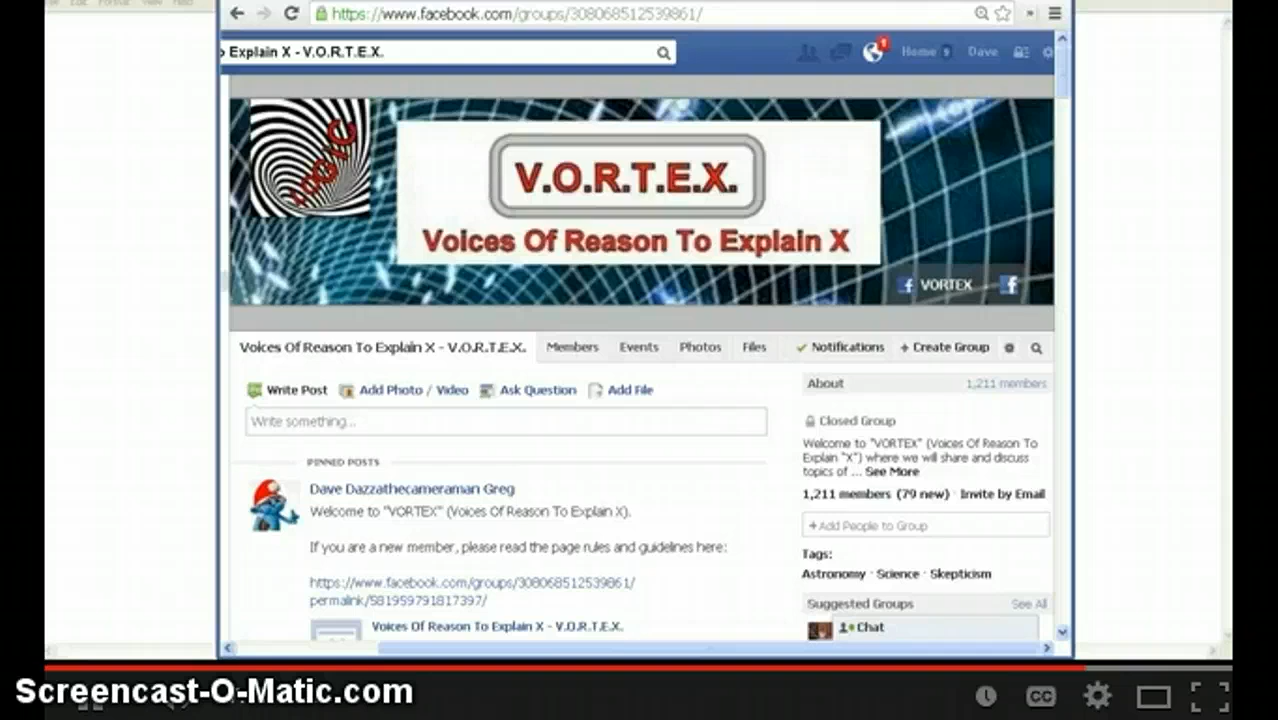 https://www.facebook.com/groups/308068512539861/
Explain X - V.O.R.T.E.X.
Home 9 Dave
LOGIC
V.O.R.T.E.X.
Voices Of Reason To Explain X
VORTEX
Voices Of Reason To Explain X - V.O.R.T.E.X. Members Events Photos Files Notifications + Create Group
Write Post Add Photo / Video Ask Question Add File
Write something...
PINNED POSTS
Dave Dazzathecameraman Greg
Welcome to "VORTEX" (Voices Of Reason To Explain X).
If you are a new member, please read the page rules and guidelines here:
https://www.facebook.com/groups/308068512539861/
permalink/581959791817397/
Voices Of Reason To Explain X - V.O.R.T.E.X.
About 1,211 members
Closed Group
Welcome to "VORTEX" (Voices Of Reason To
Explain "X") where we will share and discuss
topics of ... See More
1,211 members (79 new) · Invite by Email
+Add People to Group
Tags:
Astronomy · Science · Skepticism
Suggested Groups See All
Chat
Screencast-O-Matic.com
CC